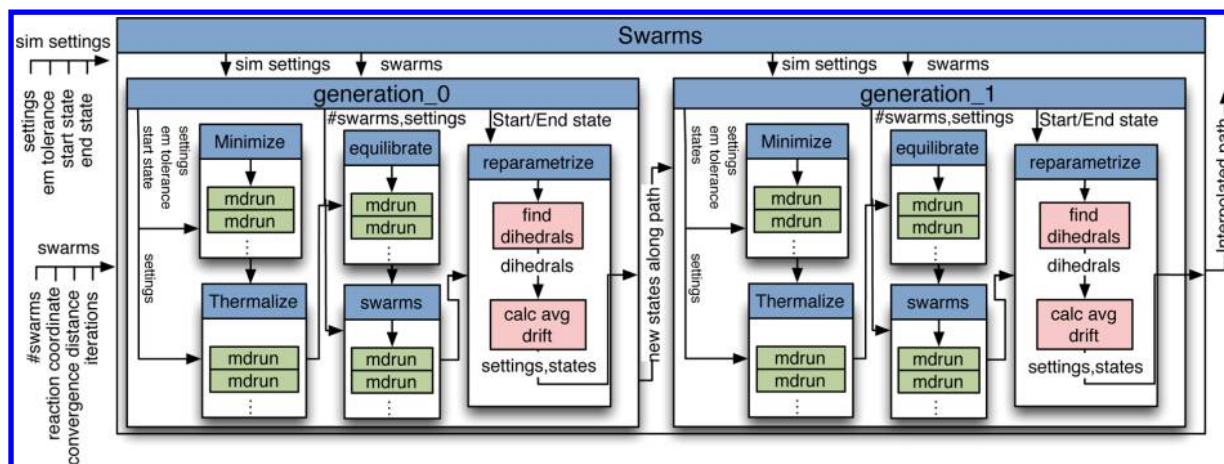 Swarms
sim settings
settings
em tolerance
start state
end state
swarms
#swarms
reaction coordinate
convergence distance
iterations
sim settings
swarms
generation_0
settings
em tolerance
start state
settings
Minimize
mdrun
mdrun
...
Thermalize
mdrun
mdrun
...
#swarms,settings
equilibrate
mdrun
mdrun
...
swarms
mdrun
mdrun
...
Start/End state
reparametrize
find
dihedrals
dihedrals
calc avg
drift
settings,states
new states along path
sim settings
swarms
generation_1
settings
em tolerance
states
settings
Minimize
mdrun
mdrun
...
Thermalize
mdrun
mdrun
...
#swarms,settings
equilibrate
mdrun
mdrun
...
swarms
mdrun
mdrun
...
Start/End state
reparametrize
find
dihedrals
dihedrals
calc avg
drift
settings,states
Interpolated path